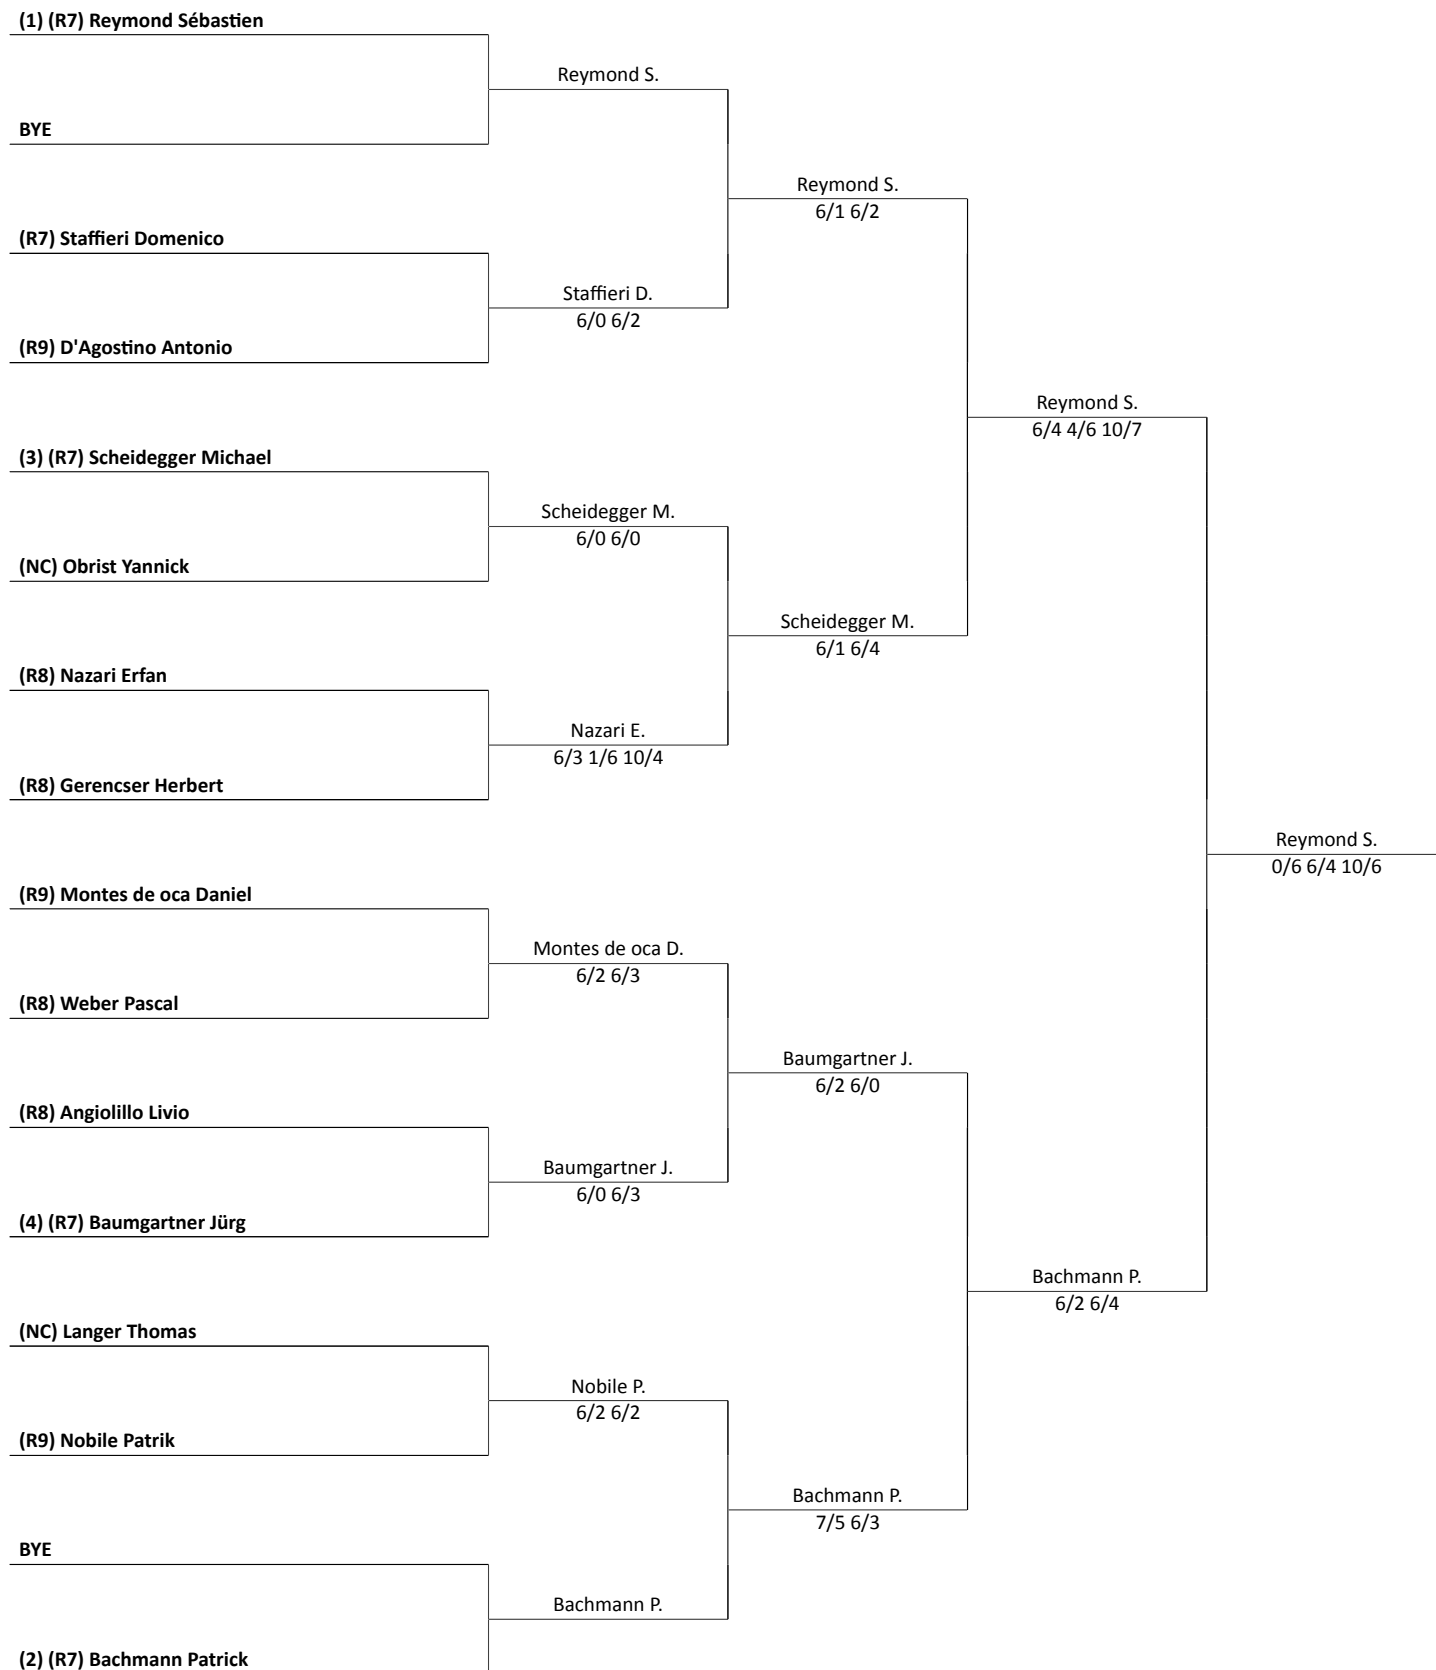 (1) (R7) Reymond Sébastien
Reymond S.
BYE
Reymond S.
6/1 6/2
(R7) Staffieri Domenico
Staffieri D.
6/0 6/2
(R9) D'Agostino Antonio
Reymond S.
6/4 4/6 10/7
(3) (R7) Scheidegger Michael
Scheidegger M.
6/0 6/0
(NC) Obrist Yannick
Scheidegger M.
6/1 6/4
(R8) Nazari Erfan
Nazari E.
6/3 1/6 10/4
(R8) Gerencser Herbert
Reymond S.
0/6 6/4 10/6
(R9) Montes de oca Daniel
Montes de oca D.
6/2 6/3
(R8) Weber Pascal
Baumgartner J.
6/2 6/0
(R8) Angiolillo Livio
Baumgartner J.
6/0 6/3
(4) (R7) Baumgartner Jürg
Bachmann P.
6/2 6/4
(NC) Langer Thomas
Nobile P.
6/2 6/2
(R9) Nobile Patrik
Bachmann P.
7/5 6/3
BYE
Bachmann P.
(2) (R7) Bachmann Patrick